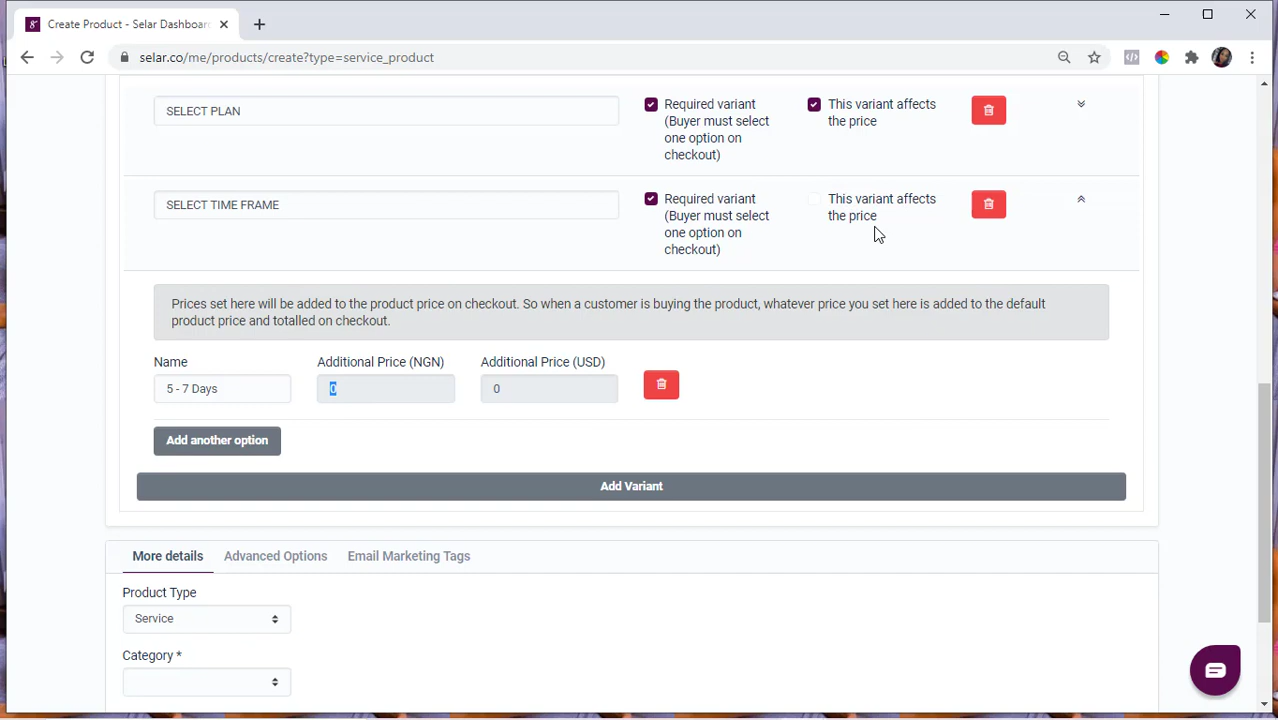 Create Product - Selar Dashboar
selar.co/me/products/create?type=service_product
SELECT PLAN
Required variant
(Buyer must select
one option on
checkout)
This variant affects
the price
SELECT TIME FRAME
Required variant
(Buyer must select
one option on
checkout)
This variant affects
the price
Prices set here will be added to the product price on checkout. So when a customer is buying the product, whatever price you set here is added to the default
product price and totalled on checkout.
Name Additional Price (NGN) Additional Price (USD)
5 - 7 Days 0 0
Add another option
Add Variant
More details Advanced Options Email Marketing Tags
Product Type
Service
Category *